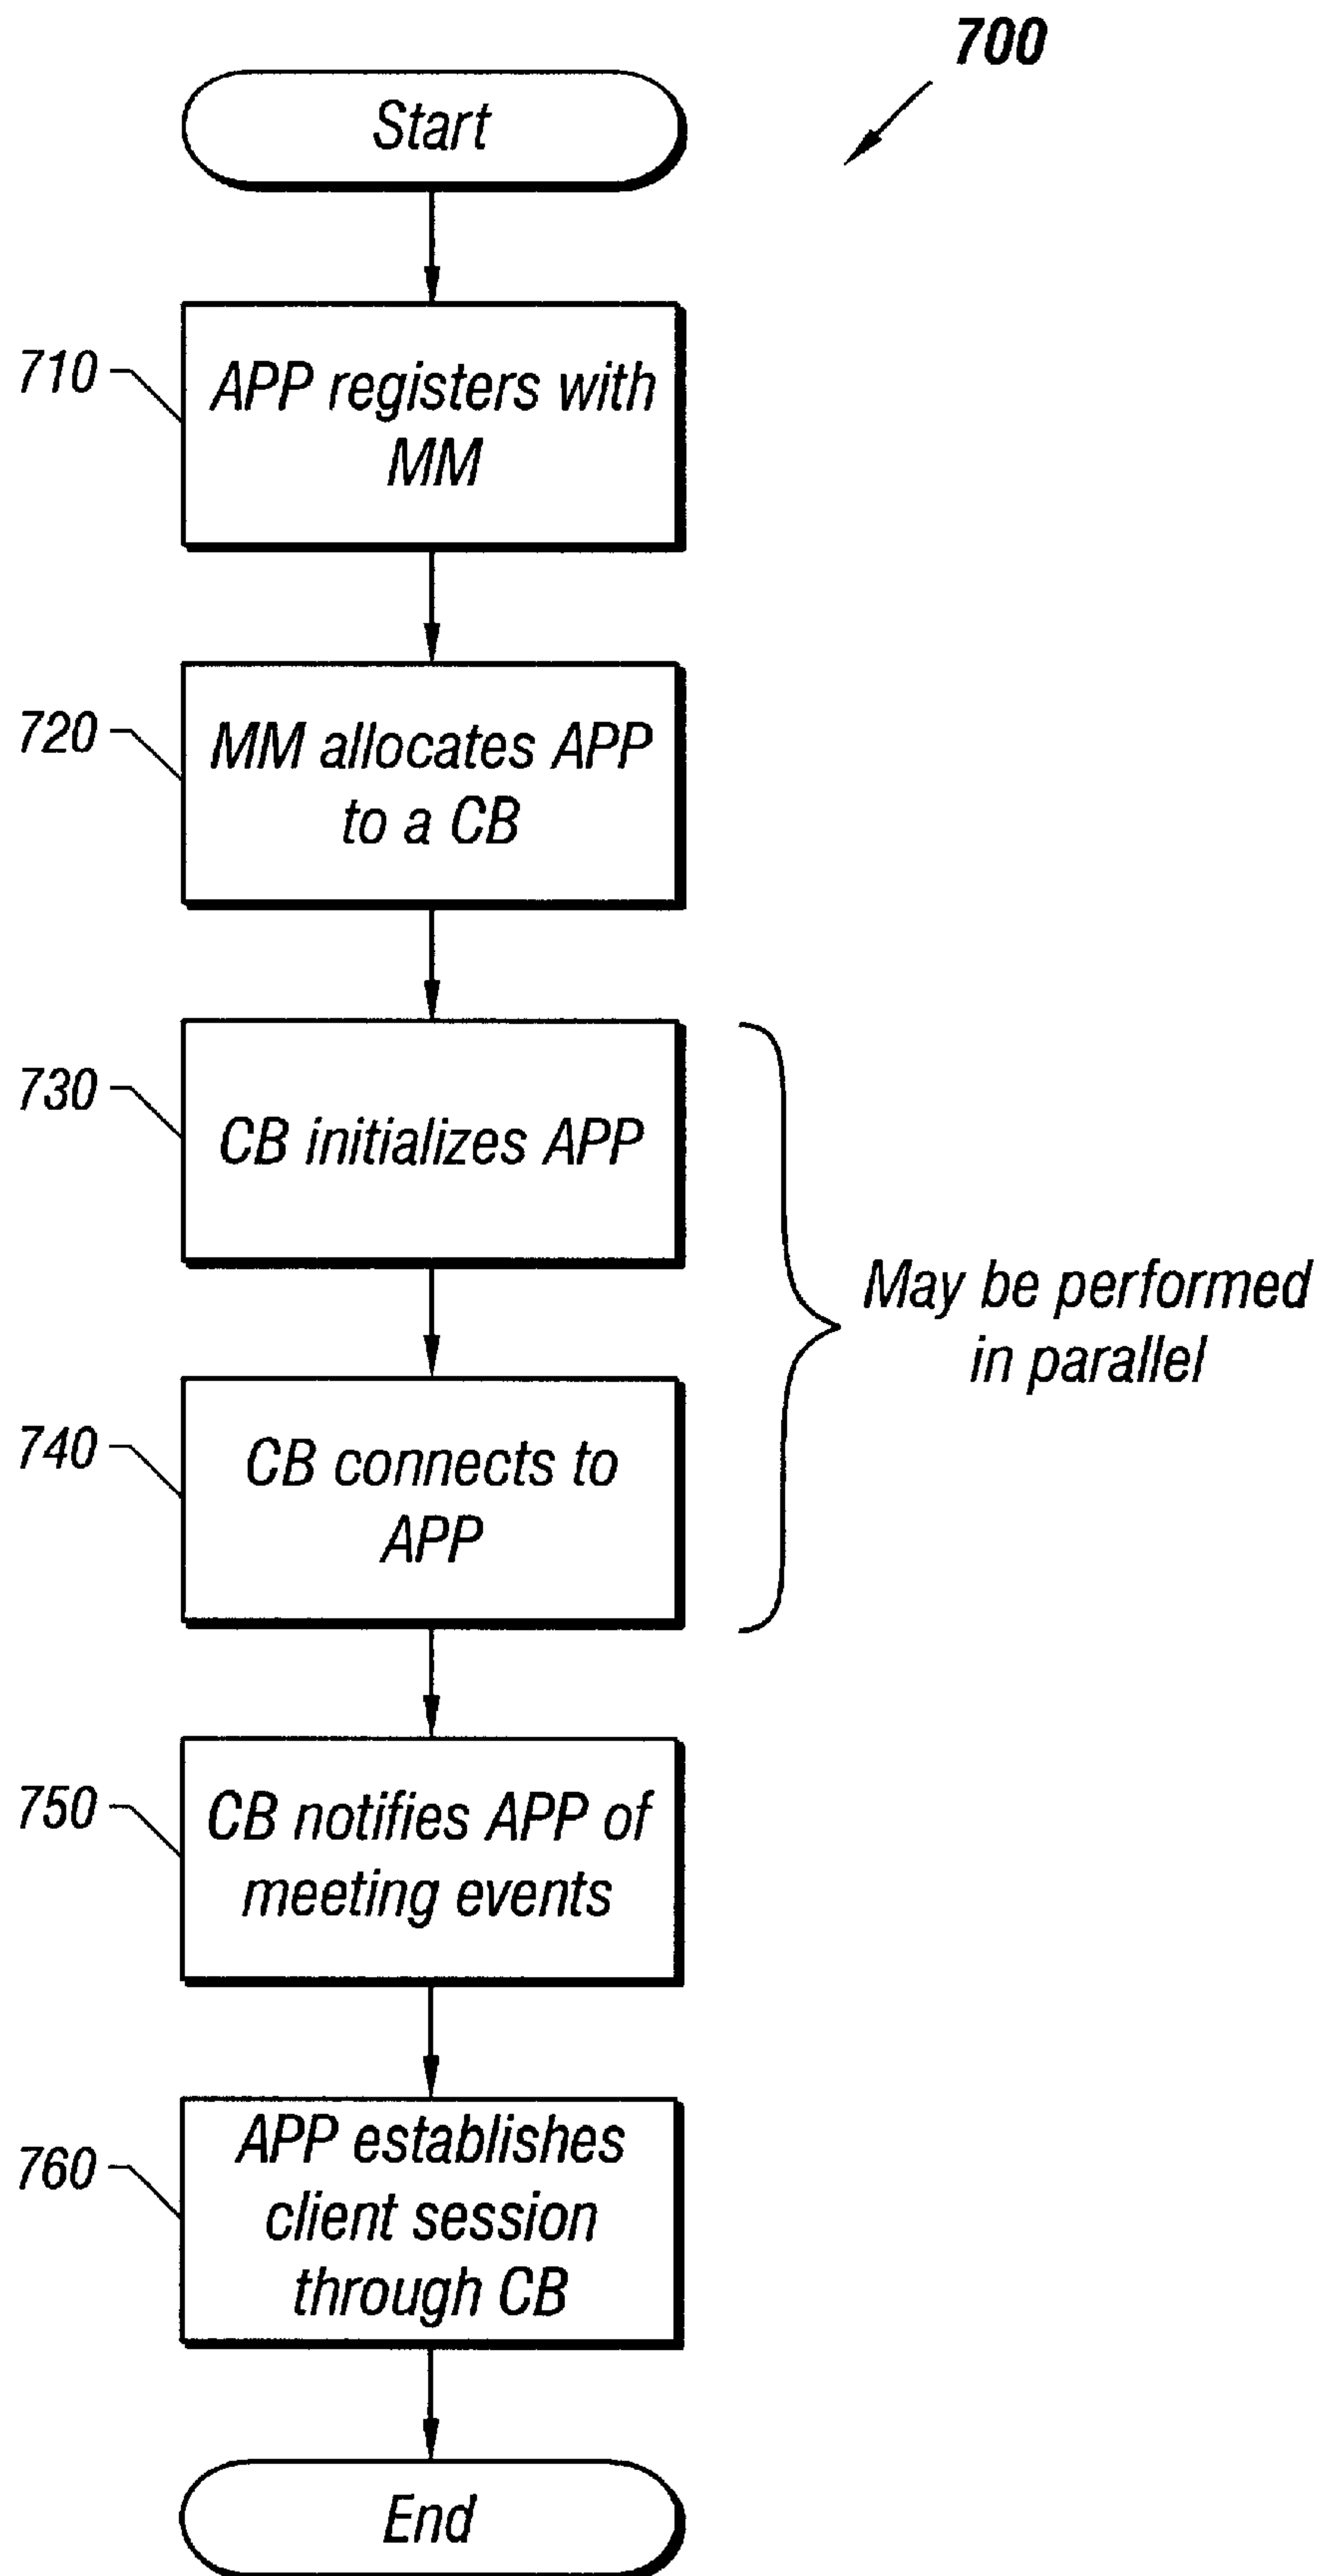 700
Start
710
APP registers with
MM
720
MM allocates APP
to a CB
730
CB initializes APP
May be performed
in parallel
740
CB connects to
APP
750
CB notifies APP of
meeting events
760
APP establishes
client session
through CB
End